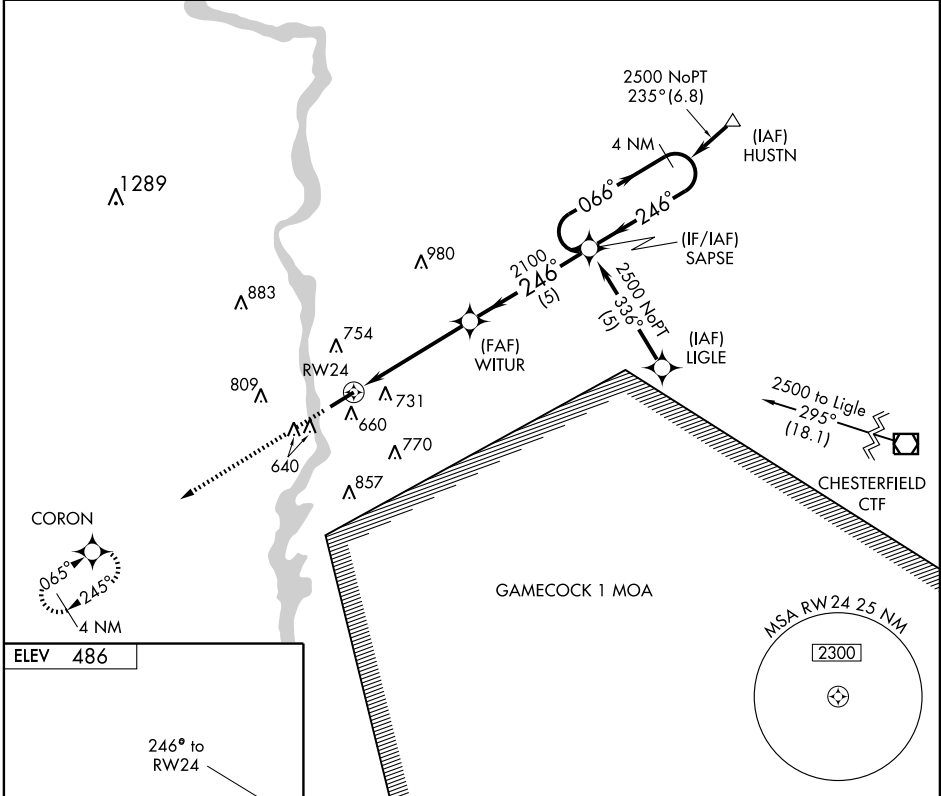 2500 NoPT
235° (6.8)
(IAF)
HUSTN
4 NM
066°
246°
(IF/IAF)
SAPSE
1289
980
2100
246°
(5)
2500 NoPT
336°
(5)
883
(IAF)
LIGLE
754
(FAF)
WITUR
RW24
809
731
660
2500 to Ligle
295°
(18.1)
640
770
CHESTERFIELD
CTF
857
CORON
065°
245°
4 NM
GAMECOCK 1 MOA
MSA RW24 25 NM
2300
ELEV 486
246° to
RW24